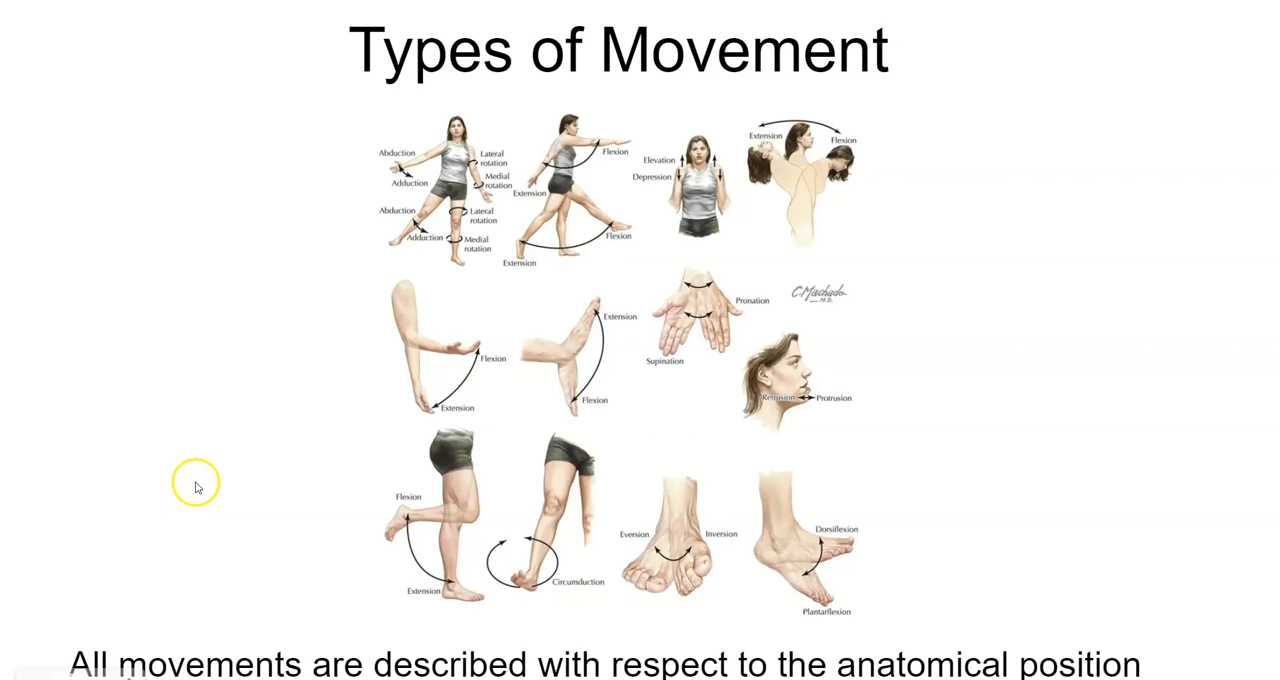 Types of Movement
Abduction
Adduction
Lateral
rotation
Medial
rotation
Abduction
Adduction
Lateral
rotation
Medial
rotation
Flexion
Extension
Flexion
Extension
Elevation
Depression
Extension
Flexion
Flexion
Extension
Extension
Flexion
Pronation
Supination
C.Machado
M.D.
Retrusion
Protrusion
Flexion
Extension
Circumduction
Eversion
Inversion
Dorsiflexion
Plantarflexion
All movements are described with respect to the anatomical position